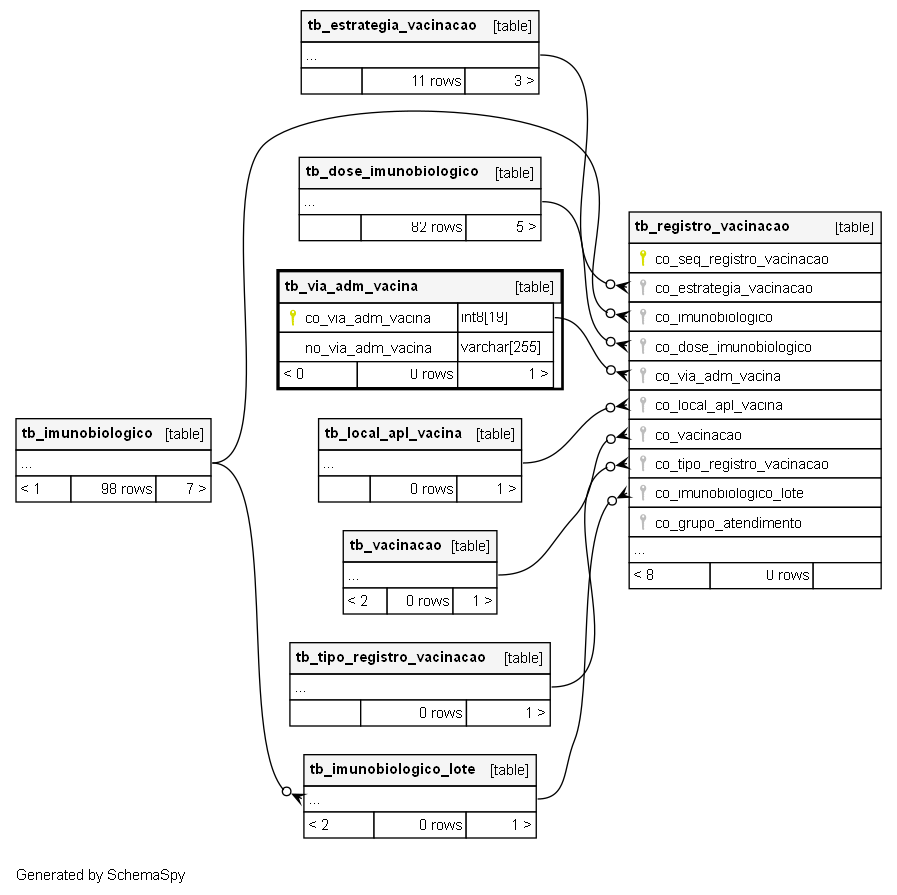 tb_estrategia_vacinacao [table]
...
11 rows 3 >
tb_dose_imunobiologico [table]
...
82 rows 5 >
tb_via_adm_vacina [table]
co_via_adm_vacina int8[19]
no_via_adm_vacina varchar[255]
< 0 0 rows 1 >
tb_imunobiologico [table]
...
< 1 98 rows 7 >
tb_local_apl_vacina [table]
...
0 rows 1 >
tb_vacinacao [table]
...
< 2 0 rows 1 >
tb_tipo_registro_vacinacao [table]
...
0 rows 1 >
tb_imunobiologico_lote [table]
...
< 2 0 rows 1 >
tb_registro_vacinacao [table]
co_seq_registro_vacinacao
co_estrategia_vacinacao
co_imunobiologico
co_dose_imunobiologico
co_via_adm_vacina
co_local_apl_vacina
co_vacinacao
co_tipo_registro_vacinacao
co_imunobiologico_lote
co_grupo_atendimento
...
< 8 0 rows
Generated by SchemaSpy